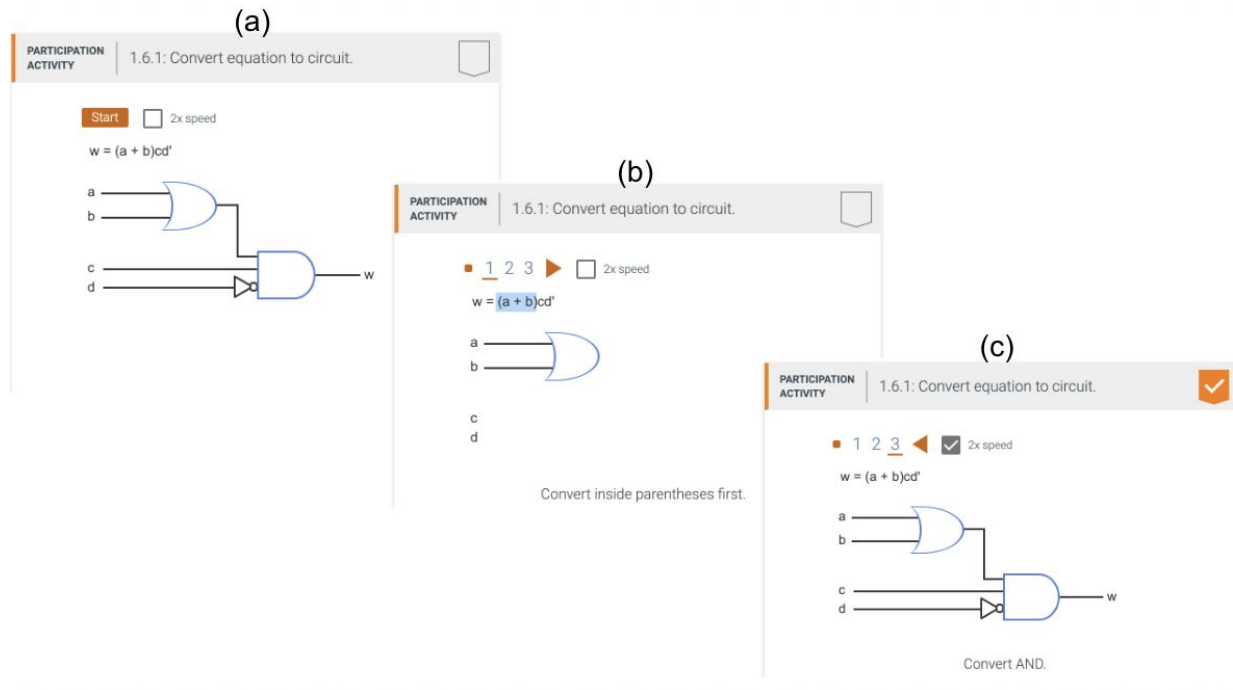 (a)
PARTICIPATION
ACTIVITY
1.6.1: Convert equation to circuit.
Start
2x speed
w = (a + b)cd'
a
b
c
d
w
(b)
PARTICIPATION
ACTIVITY
1.6.1: Convert equation to circuit.
1 2 3
2x speed
w = (a + b)cd'
a
b
c
d
Convert inside parentheses first.
(c)
PARTICIPATION
ACTIVITY
1.6.1: Convert equation to circuit.
1 2 3
2x speed
w = (a + b)cd'
a
b
c
d
w
Convert AND.